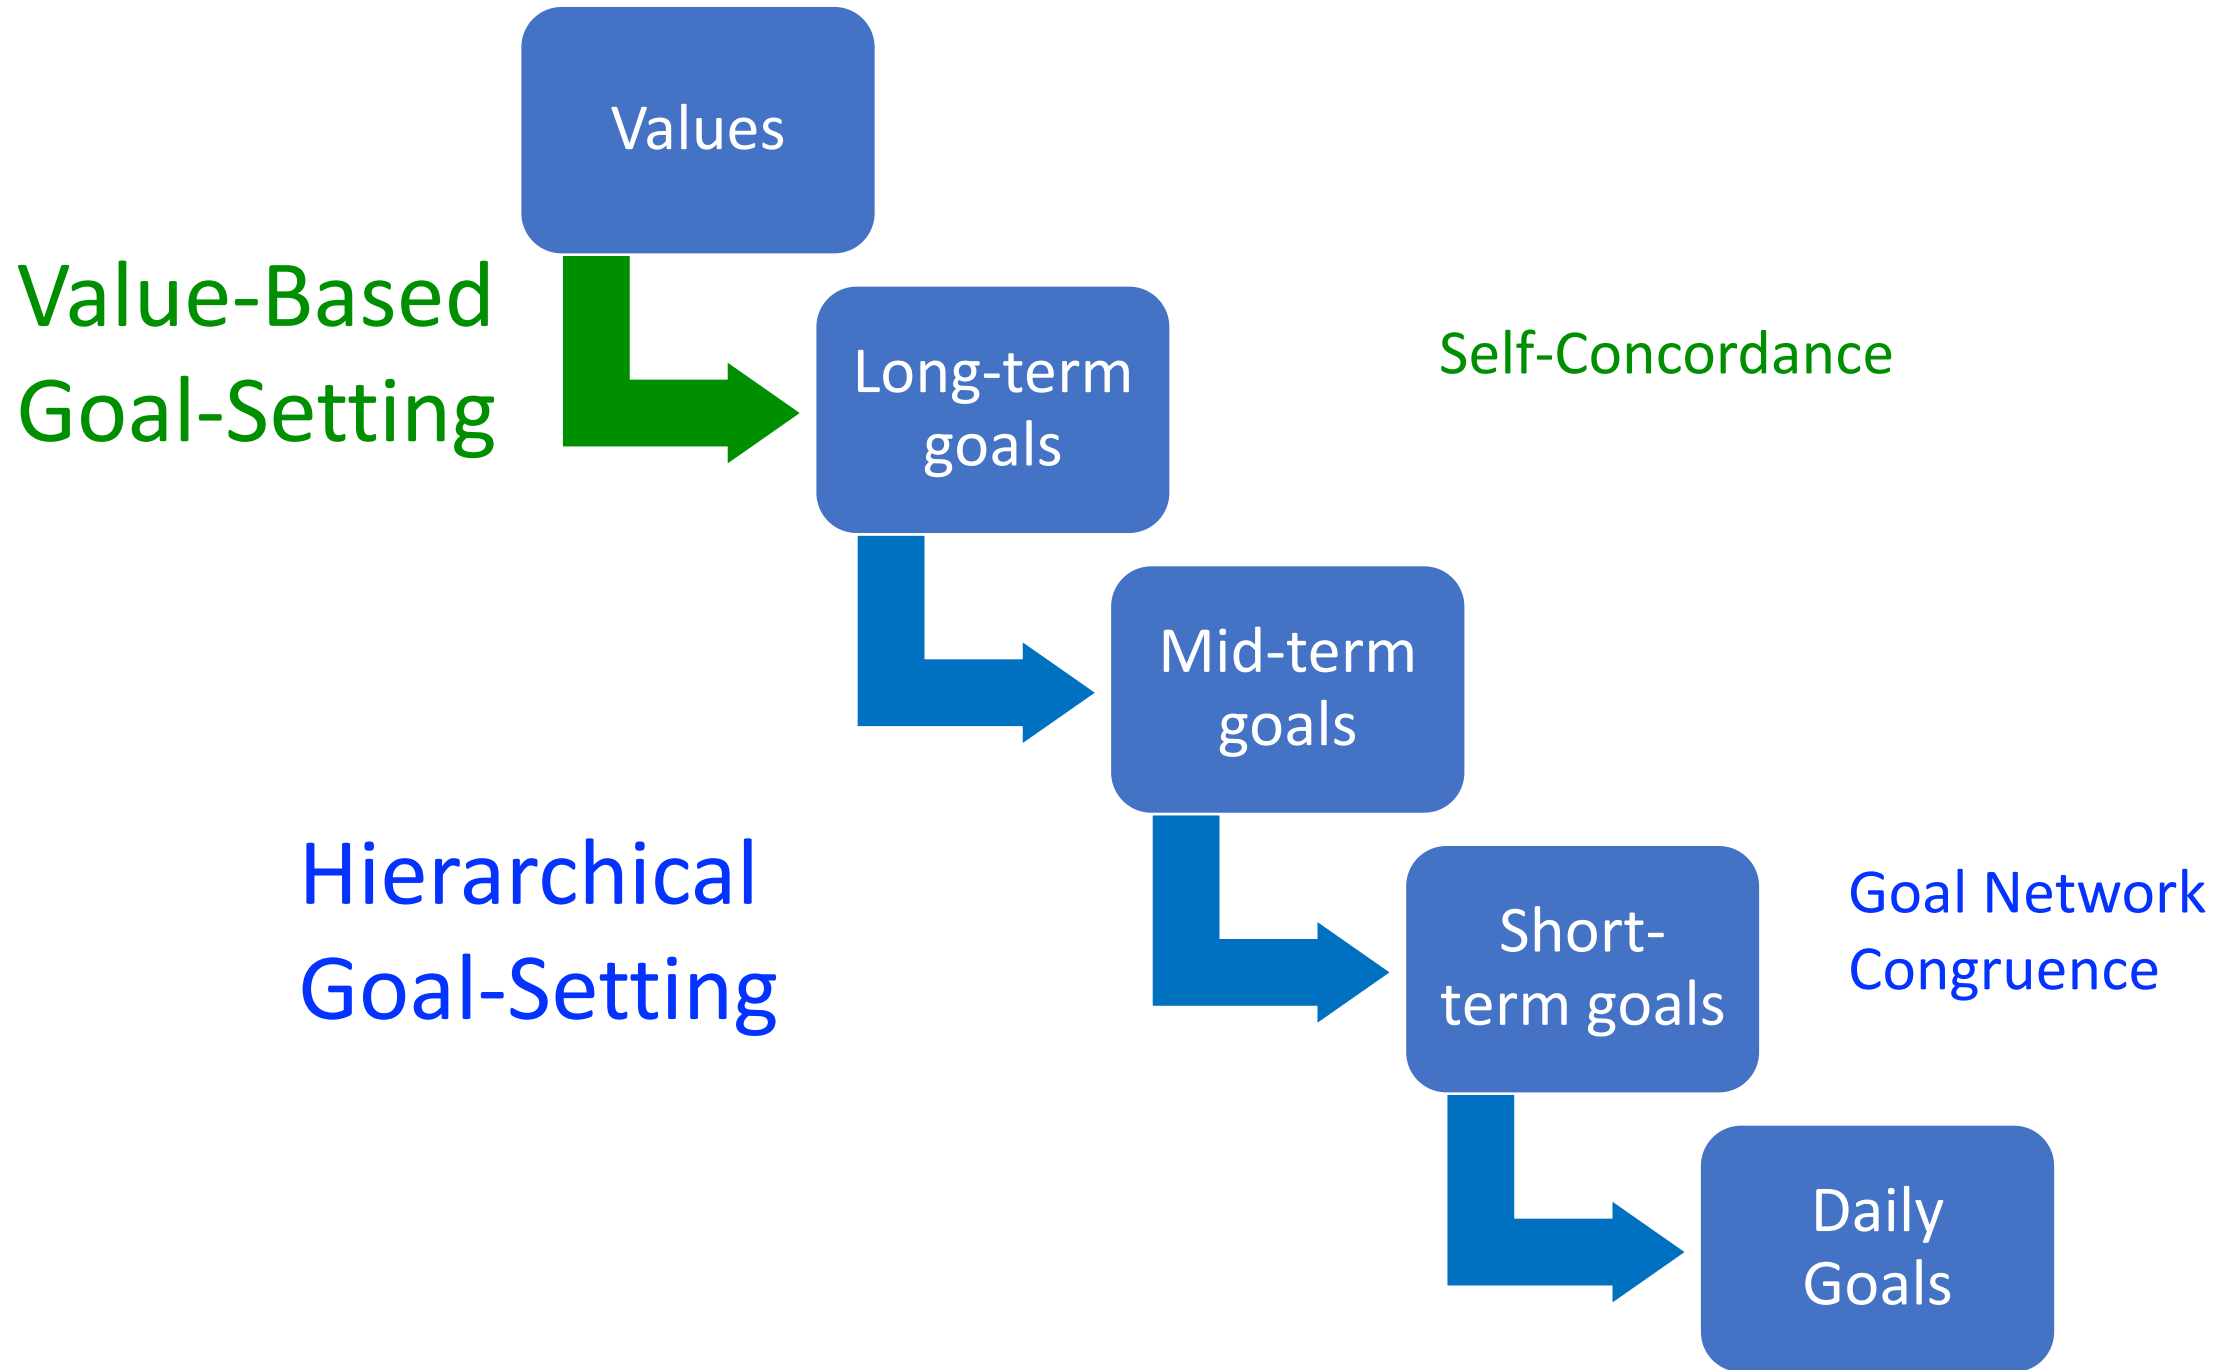 Values
Value-Based
Goal-Setting
Long-term
goals
Self-Concordance
Mid-term
goals
Hierarchical
Goal-Setting
Short-
term goals
Goal Network
Congruence
Daily
Goals